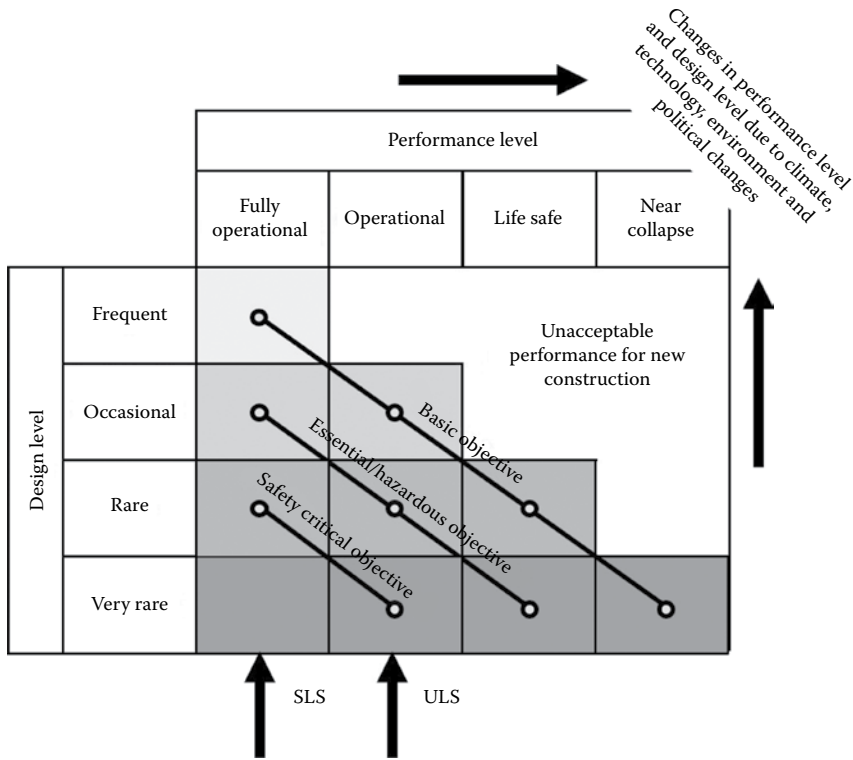 Changes in performance level
and design level due to climate,
technology, environment and
political changes
Performance level
Fully
operational
Operational
Life safe
Near
collapse
Design level
Frequent
Unacceptable
performance for new
construction
Occasional
Basic objective
Essential/hazardous objective
Rare
Safety critical objective
Very rare
SLS
ULS